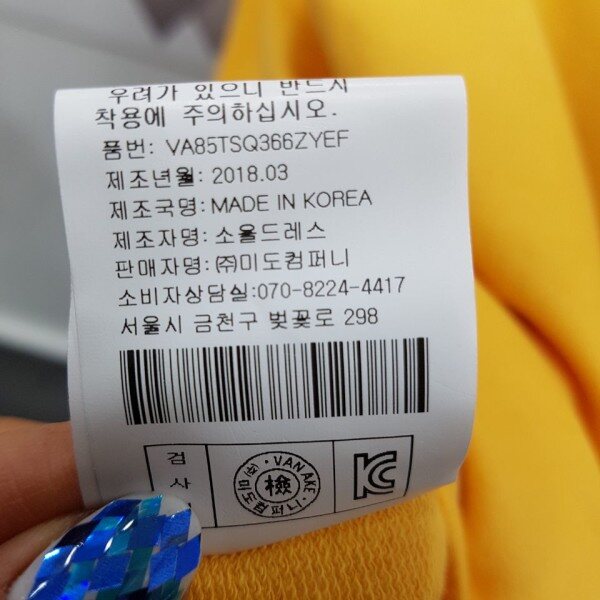 우려가 있으니 반드시
착용에 주의하십시오.
품번: VA85TSQ366ZYEF
제조년월: 2018.03
제조국명: MADE IN KOREA
제조자명: 소울드레스
판매자명: ㈜미도컴퍼니
소비자상담실:070-8224-4417
서울시 금천구 벚꽃로 298
검사
VAN AKE
檢
㈜미도컴퍼니
KC